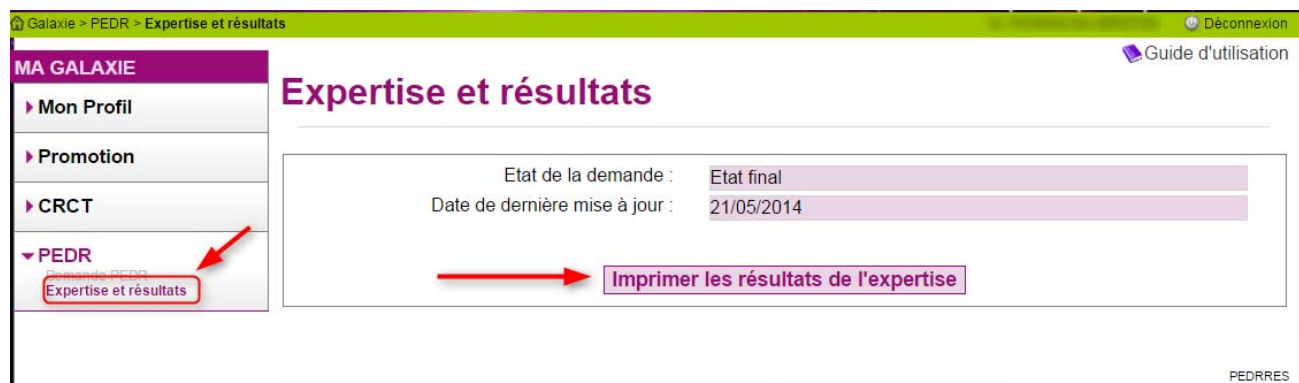 Galaxie > PEDR > Expertise et résultats
Déconnexion
Guide d'utilisation
MA GALAXIE
Mon Profil
Promotion
CRCT
PEDR
Demande PEDR
Expertise et résultats
Expertise et résultats
Etat de la demande : Etat final
Date de dernière mise à jour : 21/05/2014
Imprimer les résultats de l'expertise
PEDRRES